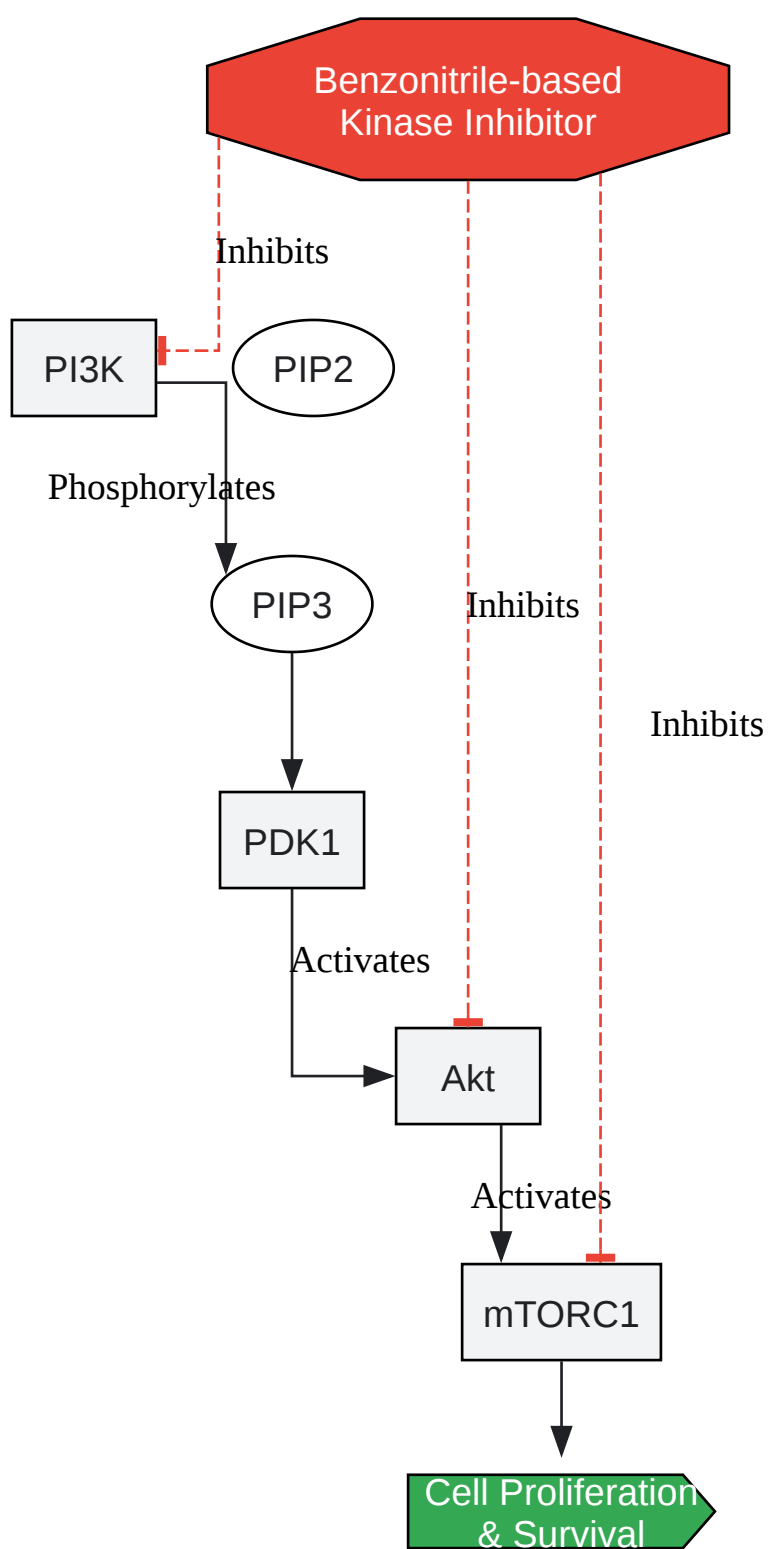 Benzonitrile-based
Kinase Inhibitor
Inhibits
PI3K
PIP2
Phosphorylates
PIP3
Inhibits
Inhibits
PDK1
Activates
Akt
Activates
mTORC1
Cell Proliferation
& Survival